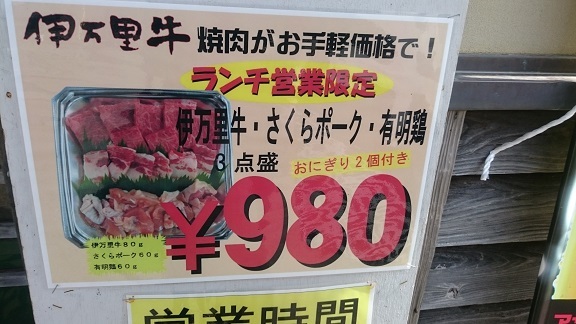 伊万里牛 焼肉がお手軽価格で!
ランチ営業限定
伊万里牛・さくらポーク・有明鶏
3点盛 おにぎり2個付き
¥980
伊万里牛80g
さくらポーク60g
有明鶏60g
営業時間